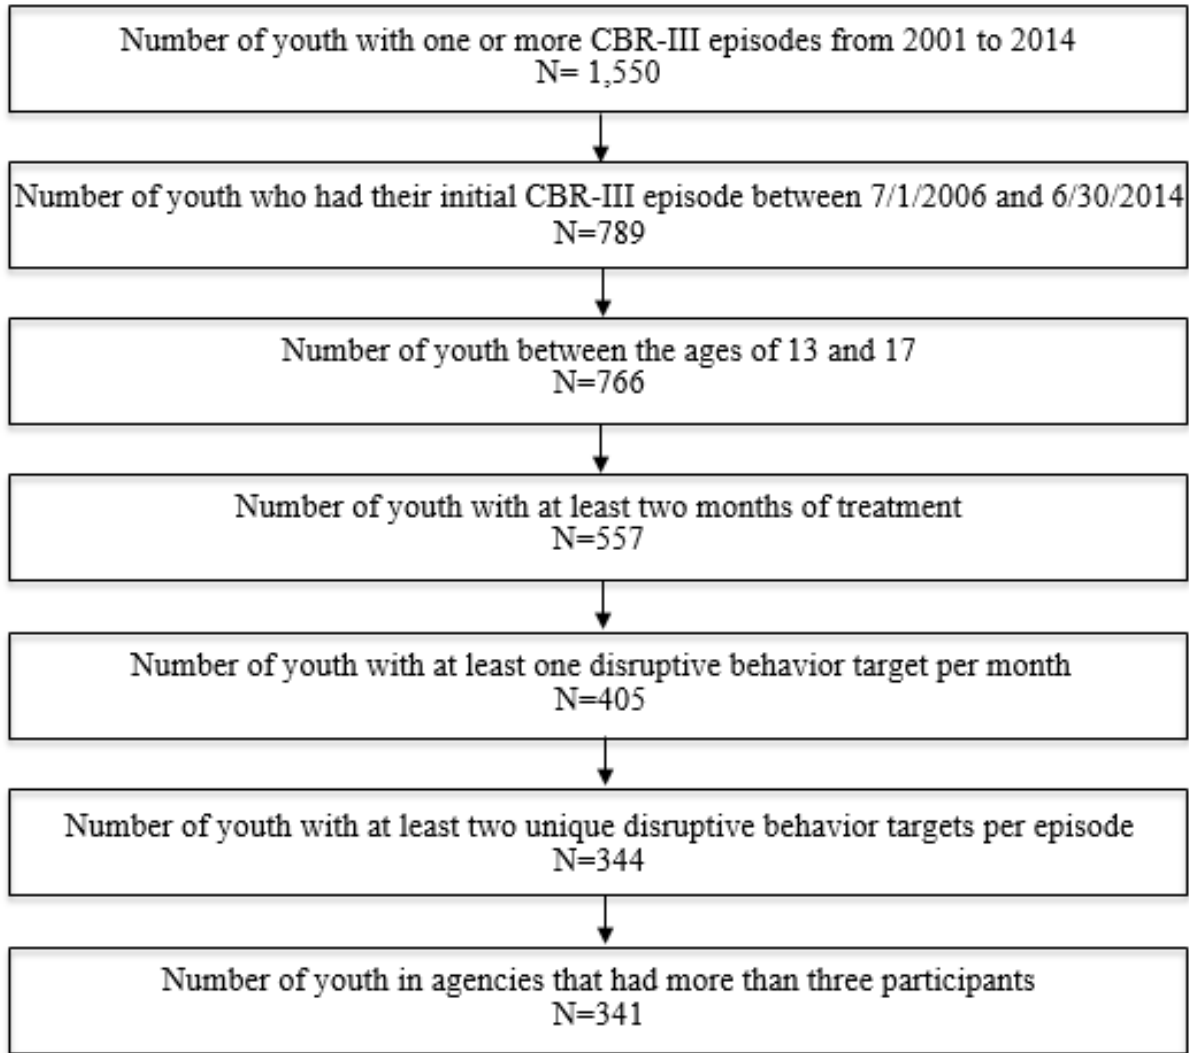 Number of youth with one or more CBR-III episodes from 2001 to 2014
N= 1,550
Number of youth who had their initial CBR-III episode between 7/1/2006 and 6/30/2014
N=789
Number of youth between the ages of 13 and 17
N=766
Number of youth with at least two months of treatment
N=557
Number of youth with at least one disruptive behavior target per month
N=405
Number of youth with at least two unique disruptive behavior targets per episode
N=344
Number of youth in agencies that had more than three participants
N=341